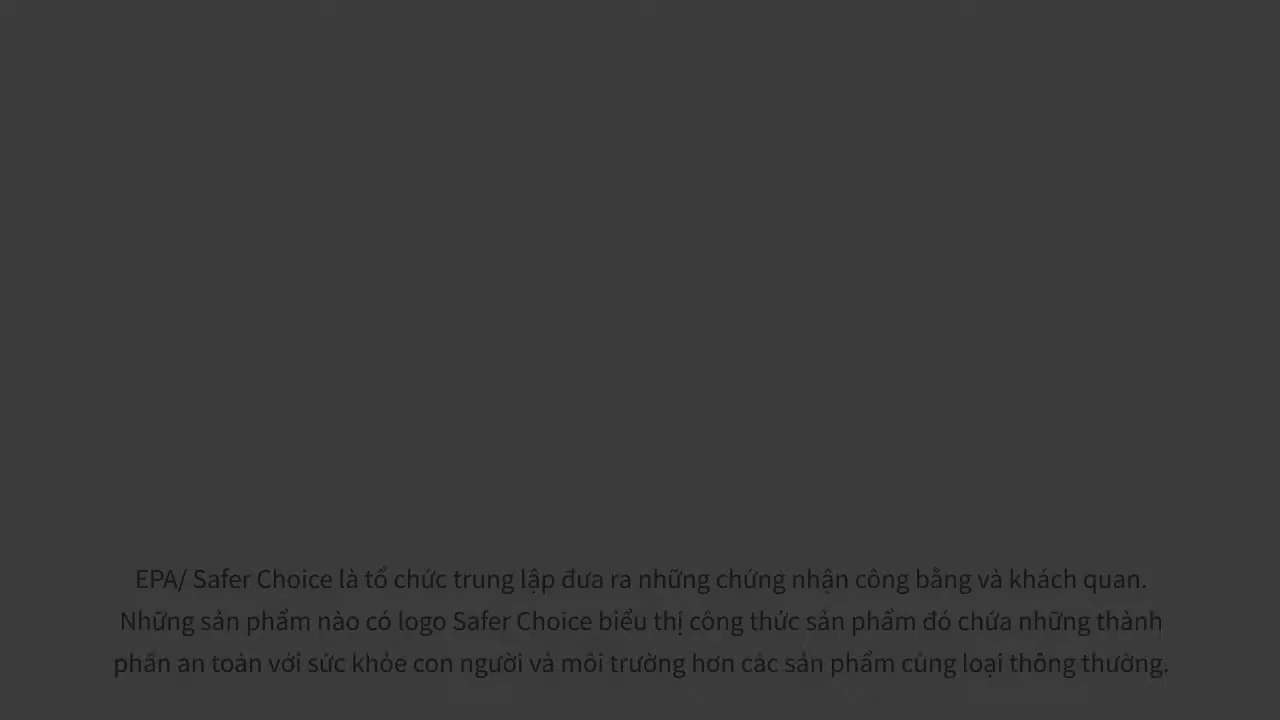 EPA/ Safer Choice là tổ chức trung lập đưa ra những chứng nhận công bằng và khách quan.
Những sản phẩm nào có logo Safer Choice biểu thị công thức sản phẩm đó chứa những thành
phần an toàn với sức khỏe con người và môi trường hơn các sản phẩm cùng loại thông thường.